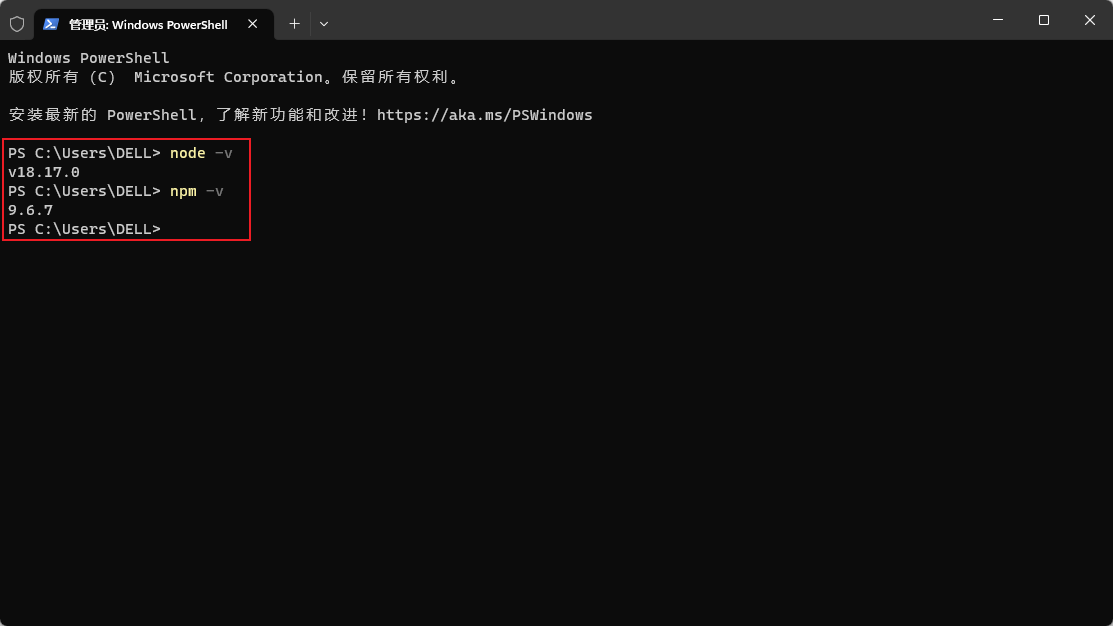 管理员: Windows PowerShell
Windows PowerShell
版权所有 (C) Microsoft Corporation。保留所有权利。
安装最新的 PowerShell，了解新功能和改进！https://aka.ms/PSWindows
PS C:\Users\DELL> node -v
v18.17.0
PS C:\Users\DELL> npm -v
9.6.7
PS C:\Users\DELL>